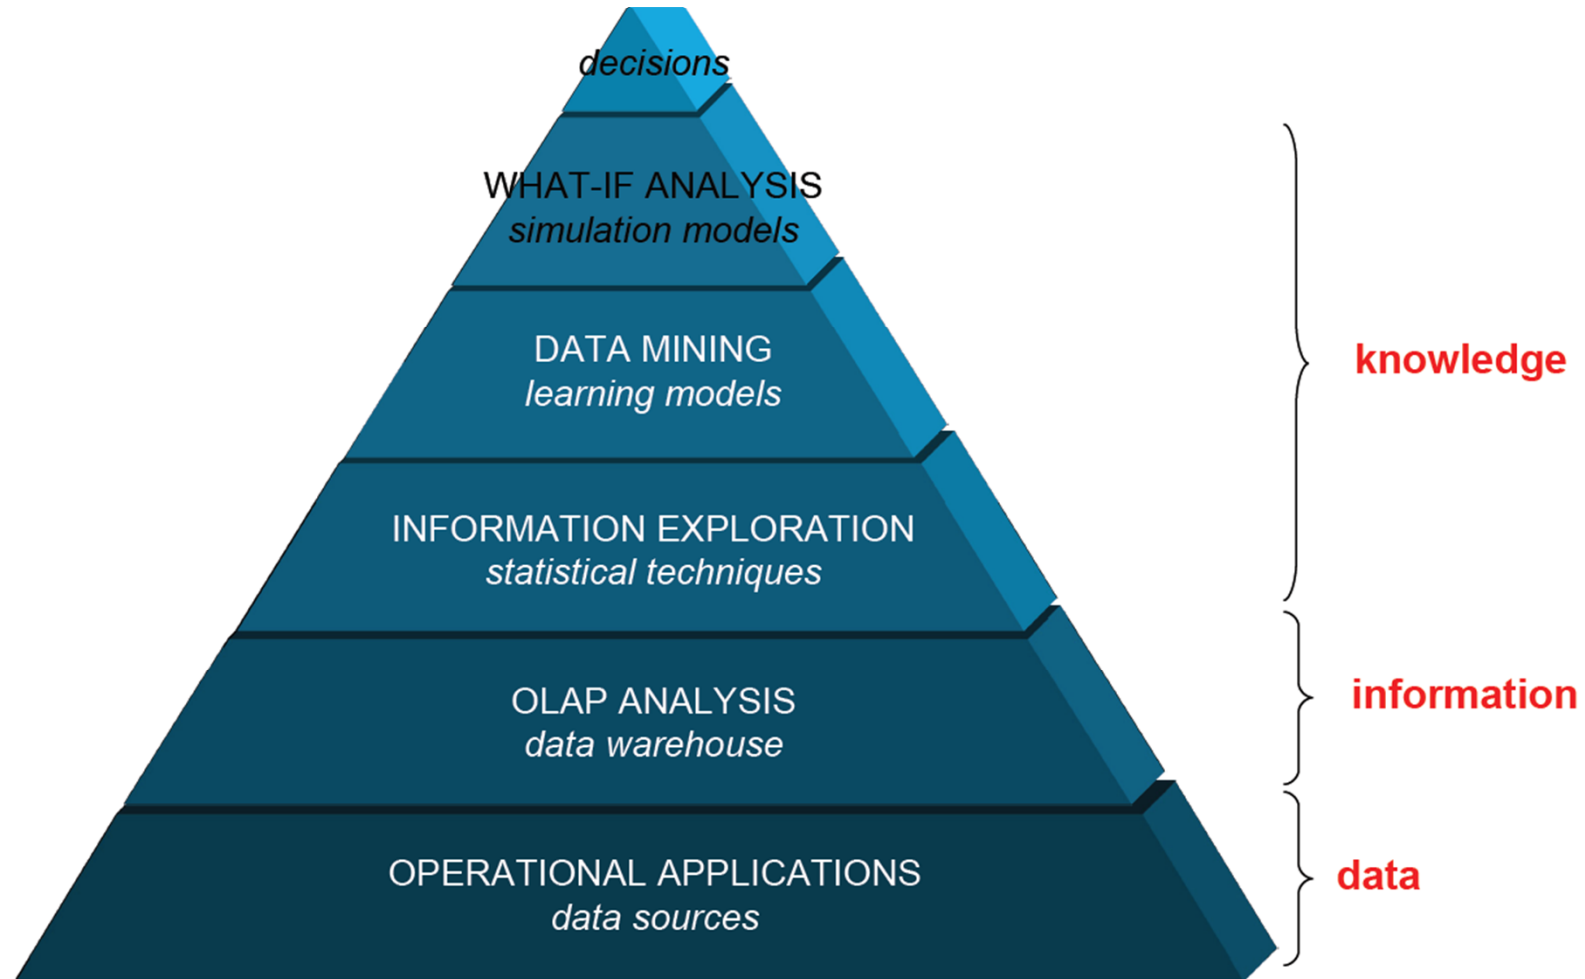 decisions
WHAT-IF ANALYSIS
simulation models
DATA MINING
learning models
knowledge
INFORMATION EXPLORATION
statistical techniques
OLAP ANALYSIS
data warehouse
information
OPERATIONAL APPLICATIONS
data sources
data